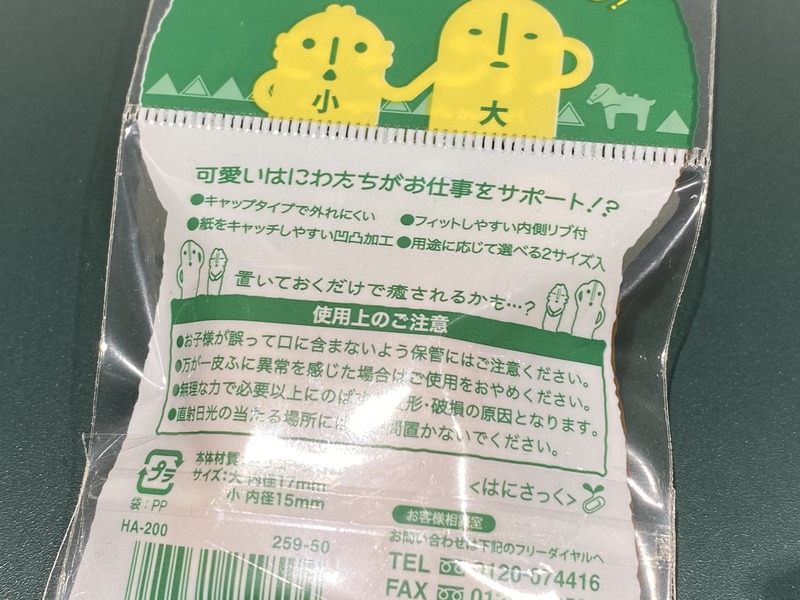 小
大
可愛いはにわたちがお仕事をサポート!?
●キャップタイプで外れにくい ●フィットしやすい内側リブ付
●紙をキャッチしやすい凹凸加工 ●用途に応じて選べる2サイズ入
置いておくだけで癒されるかも…?
使用上のご注意
●お子様が誤って口に含まないよう保管にはご注意ください。
●万が一皮ふに異常を感じた場合はご使用をおやめください。
●無理な力で必要以上にのばす 形・破損の原因となります。
●直射日光の当たる場所には 間置かないでください。
本体材質
プラ
サイズ:大 内径17mm
小 内径15mm
<はにさっく>
袋:PP
HA-200
259-50
お客様相談室
お問い合わせは下記のフリーダイヤルへ
TEL 0120-074416
FAX